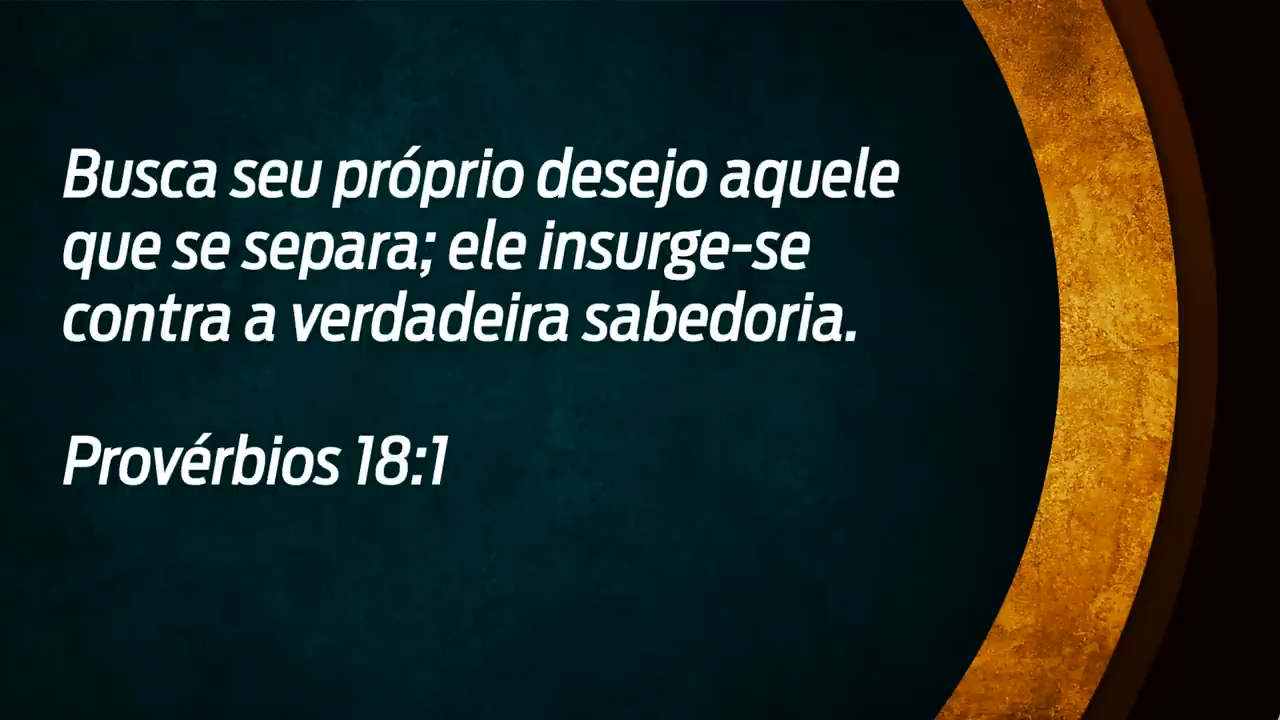 Busca seu próprio desejo aquele
que se separa; ele insurge-se
contra a verdadeira sabedoria.
Provérbios 18:1